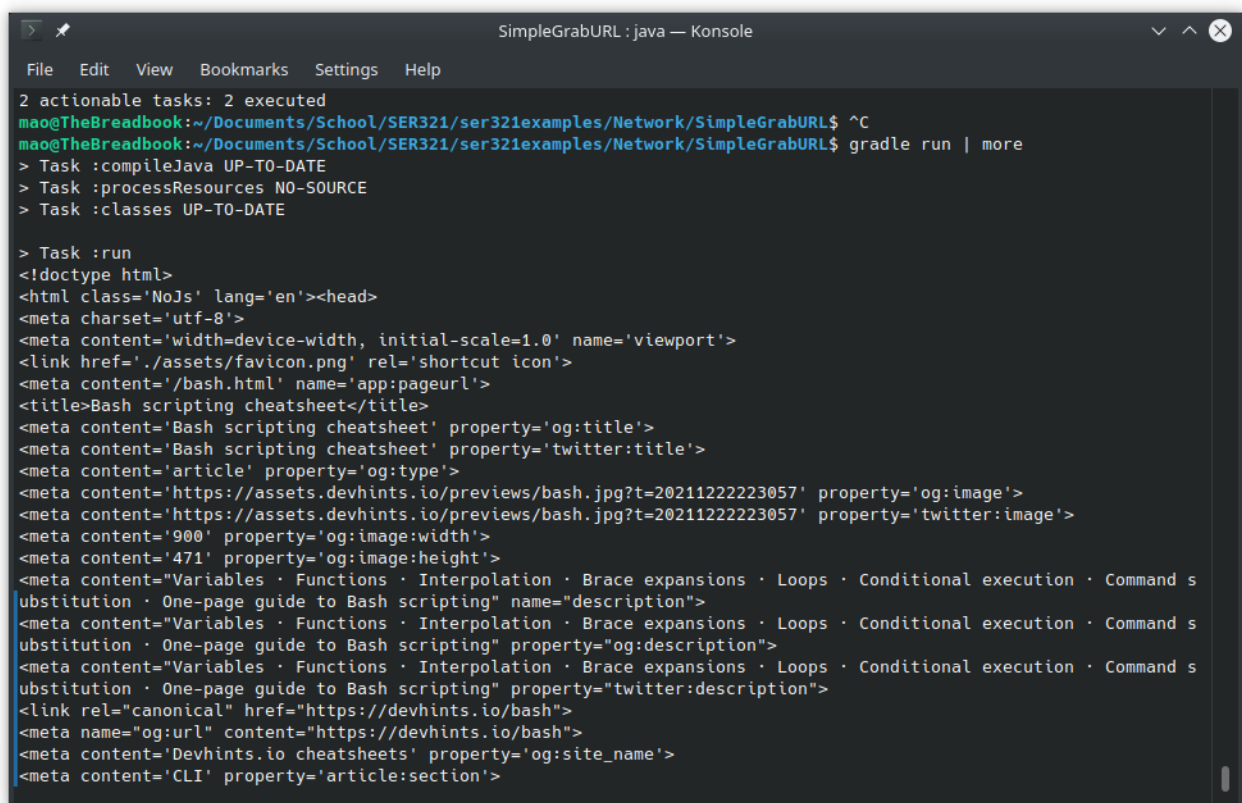 SimpleGrabURL : java — Konsole
File Edit View Bookmarks Settings Help
2 actionable tasks: 2 executed
mao@TheBreadbook:~/Documents/School/SER321/ser321examples/Network/SimpleGrabURL$ ^C
mao@TheBreadbook:~/Documents/School/SER321/ser321examples/Network/SimpleGrabURL$ gradle run | more
> Task :compileJava UP-TO-DATE
> Task :processResources NO-SOURCE
> Task :classes UP-TO-DATE
> Task :run
<!doctype html>
<html class='NoJs' lang='en'><head>
<meta charset='utf-8'>
<meta content='width=device-width, initial-scale=1.0' name='viewport'>
<link href='./assets/favicon.png' rel='shortcut icon'>
<meta content='/bash.html' name='app:pageurl'>
<title>Bash scripting cheatsheet</title>
<meta content='Bash scripting cheatsheet' property='og:title'>
<meta content='Bash scripting cheatsheet' property='twitter:title'>
<meta content='article' property='og:type'>
<meta content='https://assets.devhints.io/previews/bash.jpg?t=20211222223057' property='og:image'>
<meta content='https://assets.devhints.io/previews/bash.jpg?t=20211222223057' property='twitter:image'>
<meta content='900' property='og:image:width'>
<meta content='471' property='og:image:height'>
<meta content="Variables · Functions · Interpolation · Brace expansions · Loops · Conditional execution · Command s
ubstitution · One-page guide to Bash scripting" name="description">
<meta content="Variables · Functions · Interpolation · Brace expansions · Loops · Conditional execution · Command s
ubstitution · One-page guide to Bash scripting" property="og:description">
<meta content="Variables · Functions · Interpolation · Brace expansions · Loops · Conditional execution · Command s
ubstitution · One-page guide to Bash scripting" property="twitter:description">
<link rel="canonical" href="https://devhints.io/bash">
<meta name="og:url" content="https://devhints.io/bash">
<meta content='Devhints.io cheatsheets' property='og:site_name'>
<meta content='CLI' property='article:section'>